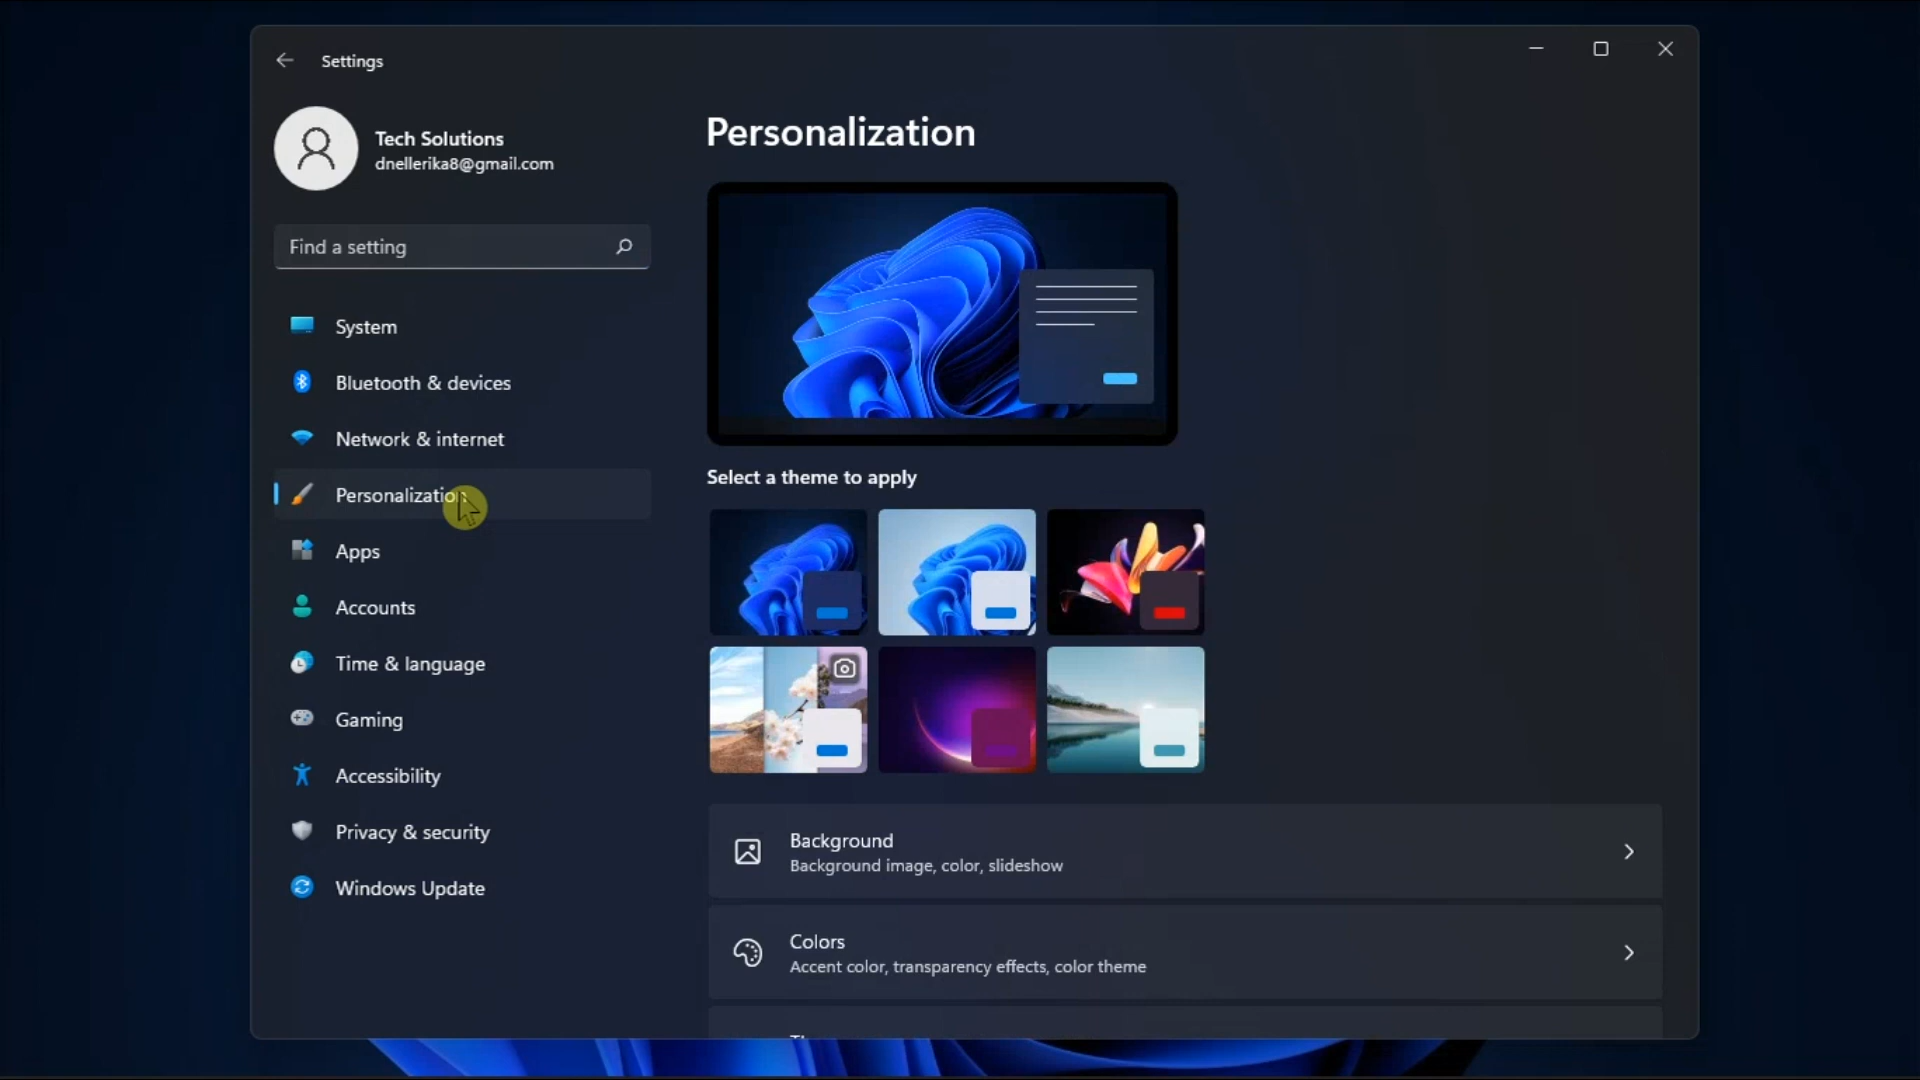 Settings
Tech Solutions
dnellerika8@gmail.com
Find a setting
System
Bluetooth & devices
Network & internet
Personalization
Apps
Accounts
Time & language
Gaming
Accessibility
Privacy & security
Windows Update
Personalization
Select a theme to apply
Background
Background image, color, slideshow
Colors
Accent color, transparency effects, color theme